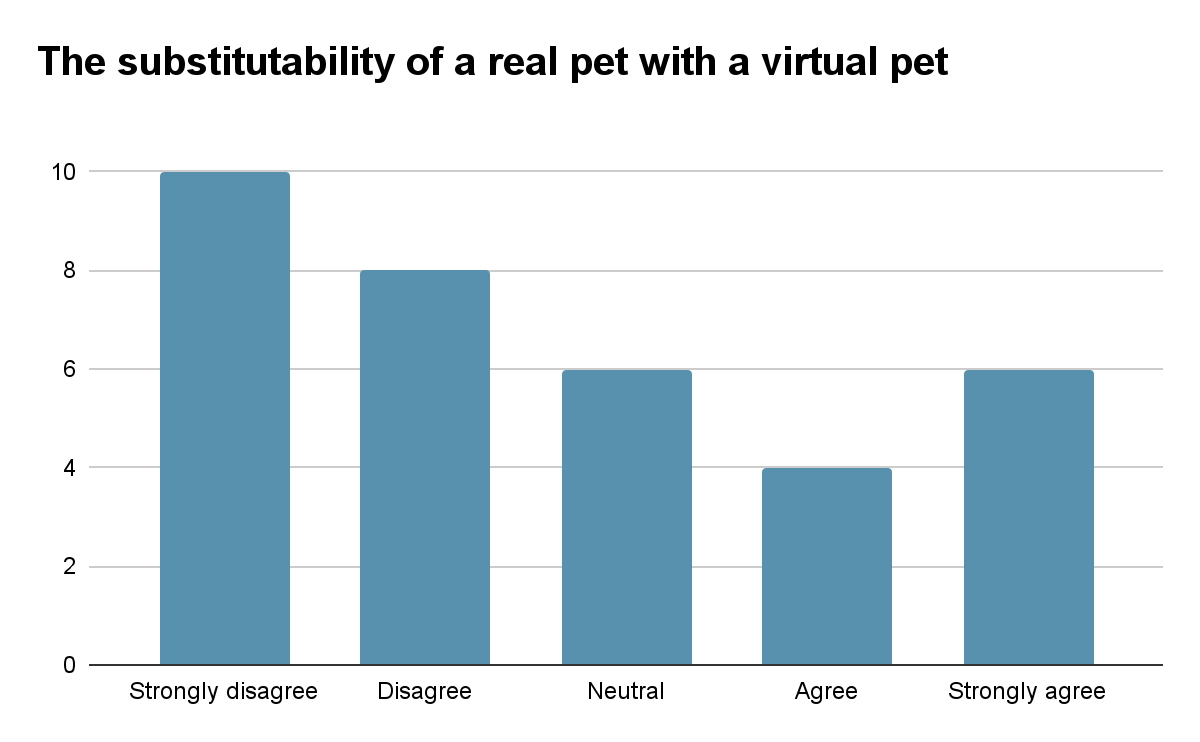 The substitutability of a real pet with a virtual pet
10
8
6
4
2
0
Strongly disagree
Disagree
Neutral
Agree
Strongly agree